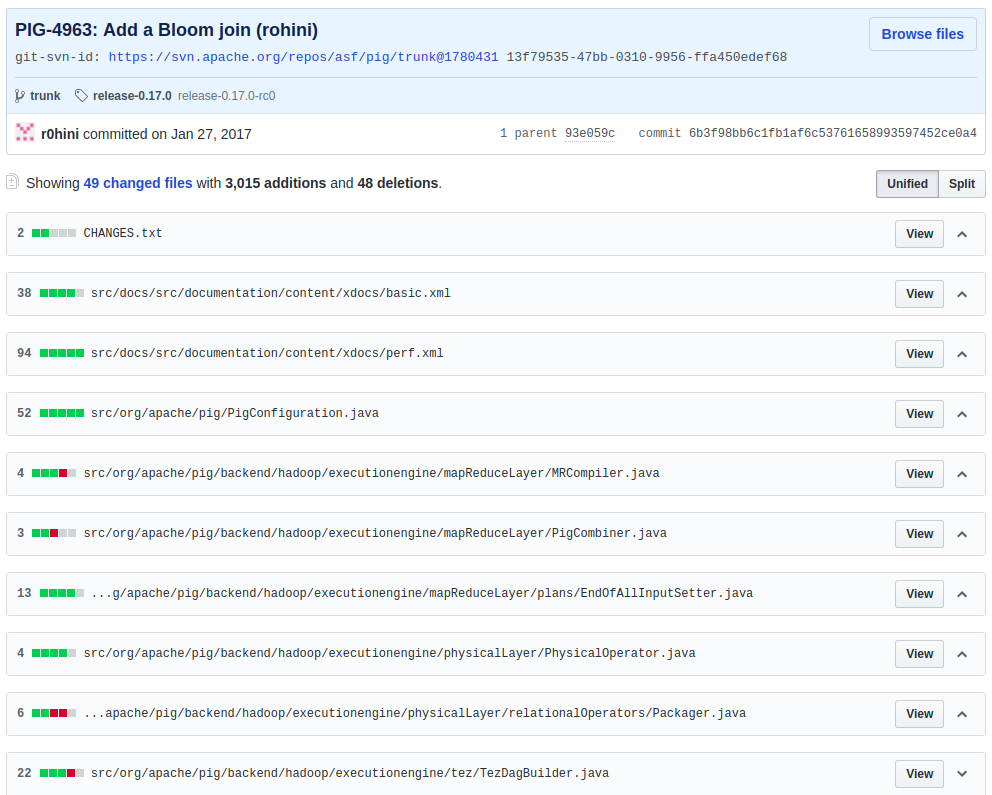 PIG-4963: Add a Bloom join (rohini)
Browse files
git-svn-id: https://svn.apache.org/repos/asf/pig/trunk@1780431 13f79535-47bb-0310-9956-ffa450edef68
trunk release-0.17.0 release-0.17.0-rc0
r0hini committed on Jan 27, 2017 1 parent 93e059c commit 6b3f98bb6c1fb1af6c53761658993597452ce0a4
Showing 49 changed files with 3,015 additions and 48 deletions. Unified Split
2 CHANGES.txt View
38 src/docs/src/documentation/content/xdocs/basic.xml View
94 src/docs/src/documentation/content/xdocs/perf.xml View
52 src/org/apache/pig/PigConfiguration.java View
4 src/org/apache/pig/backend/hadoop/executionengine/mapReduceLayer/MRCompiler.java View
3 src/org/apache/pig/backend/hadoop/executionengine/mapReduceLayer/PigCombiner.java View
13 ...g/apache/pig/backend/hadoop/executionengine/mapReduceLayer/plans/EndOfAllInputSetter.java View
4 src/org/apache/pig/backend/hadoop/executionengine/physicalLayer/PhysicalOperator.java View
6 ...apache/pig/backend/hadoop/executionengine/physicalLayer/relationalOperators/Packager.java View
22 src/org/apache/pig/backend/hadoop/executionengine/tez/TezDagBuilder.java View